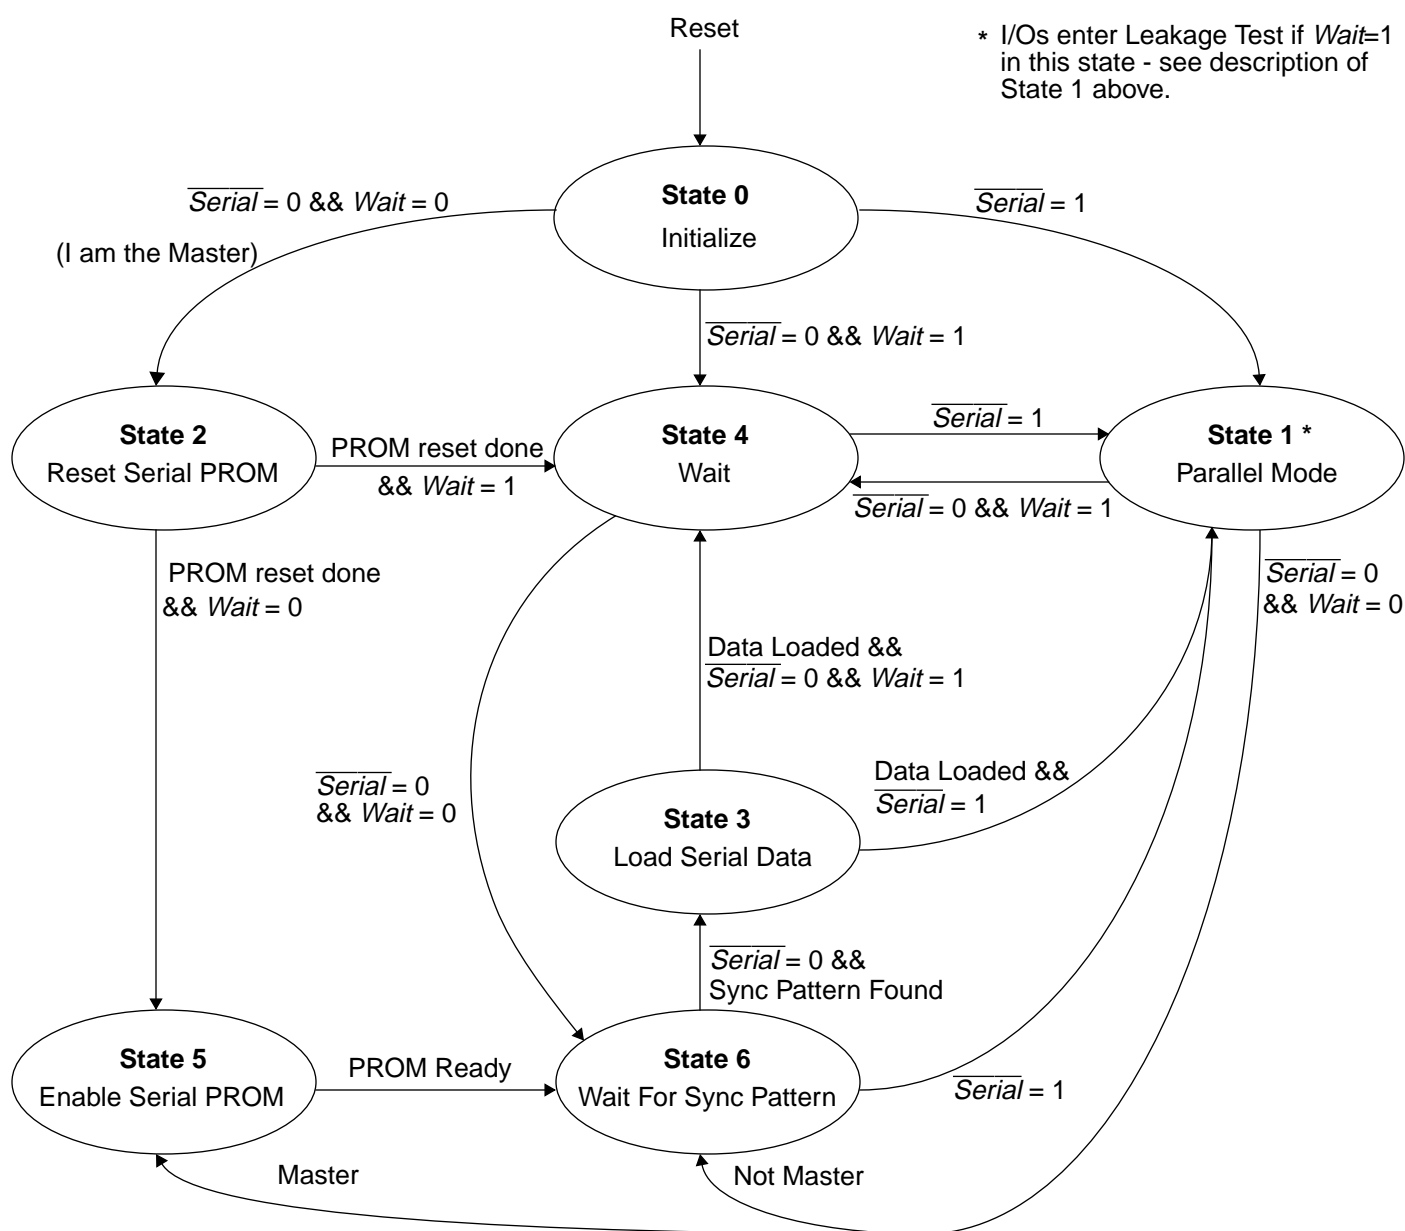 Reset
* I/Os enter Leakage Test if Wait=1
in this state - see description of
State 1 above.
State 0
Initialize
Serial = 0 && Wait = 0
(I am the Master)
Serial = 1
Serial = 0 && Wait = 1
State 2
Reset Serial PROM
PROM reset done
&& Wait = 1
State 4
Wait
Serial = 1
Serial = 0 && Wait = 1
State 1 *
Parallel Mode
PROM reset done
&& Wait = 0
Serial = 0
&& Wait = 0
Data Loaded &&
Serial = 0 && Wait = 1
Serial = 0
&& Wait = 0
Data Loaded &&
Serial = 1
State 3
Load Serial Data
Serial = 0 &&
Sync Pattern Found
State 5
Enable Serial PROM
PROM Ready
State 6
Wait For Sync Pattern
Serial = 1
Master
Not Master